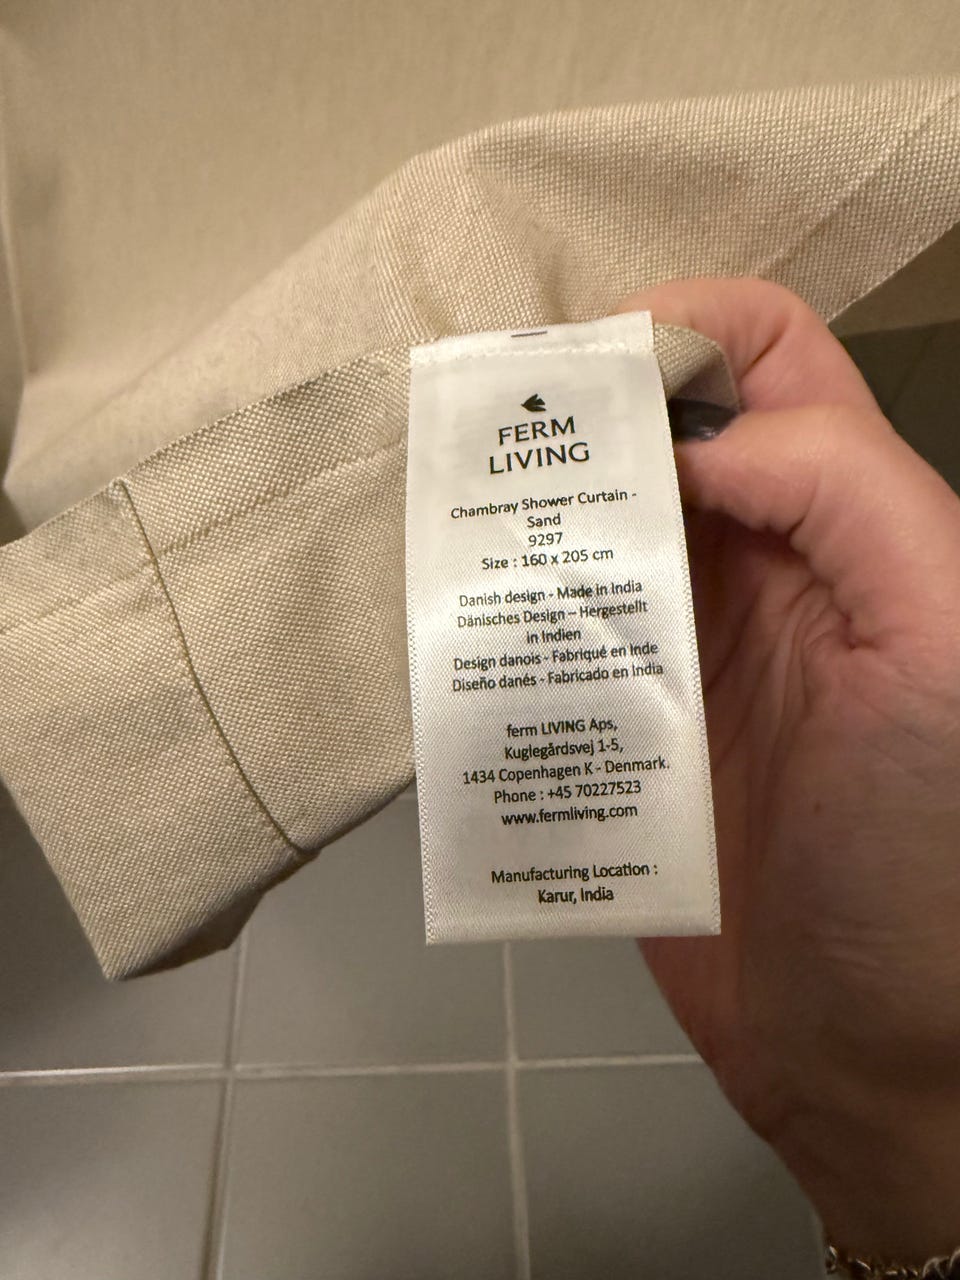 FERM
LIVING
Chambray Shower Curtain -
Sand
9297
Size : 160 x 205 cm
Danish design - Made in India
Dänisches Design – Hergestellt
in Indien
Design danois - Fabriqué en Inde
Diseño danés - Fabricado en India
ferm LIVING Aps,
Kuglegårdsvej 1-5,
1434 Copenhagen K - Denmark.
Phone : +45 70227523
www.fermliving.com
Manufacturing Location :
Karur, India